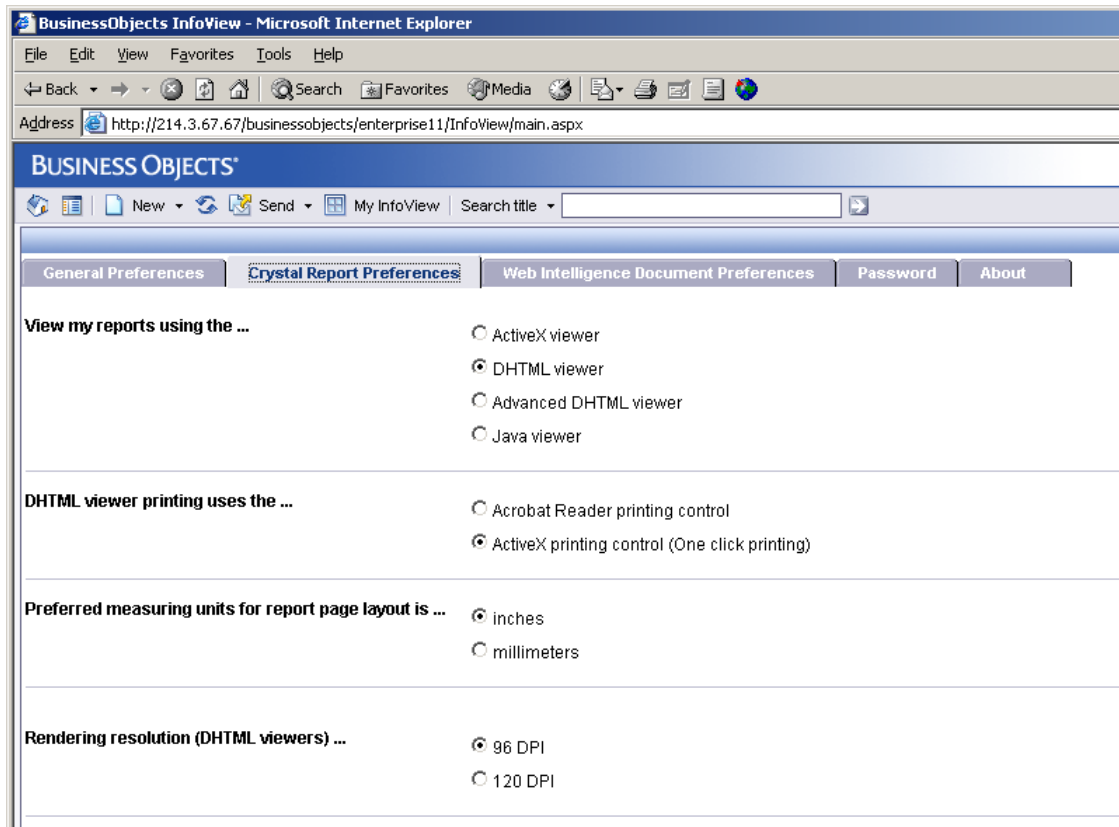 BusinessObjects InfoView - Microsoft Internet Explorer
File Edit View Favorites Tools Help
Back Search Favorites Media
Address http://214.3.67.67/businessobjects/enterprise11/InfoView/main.aspx
BUSINESS OBJECTS®
New Send My InfoView Search title
General Preferences Crystal Report Preferences Web Intelligence Document Preferences Password About
View my reports using the ... ActiveX viewer
DHTML viewer
Advanced DHTML viewer
Java viewer
DHTML viewer printing uses the ... Acrobat Reader printing control
ActiveX printing control (One click printing)
Preferred measuring units for report page layout is ... inches
millimeters
Rendering resolution (DHTML viewers) ... 96 DPI
120 DPI